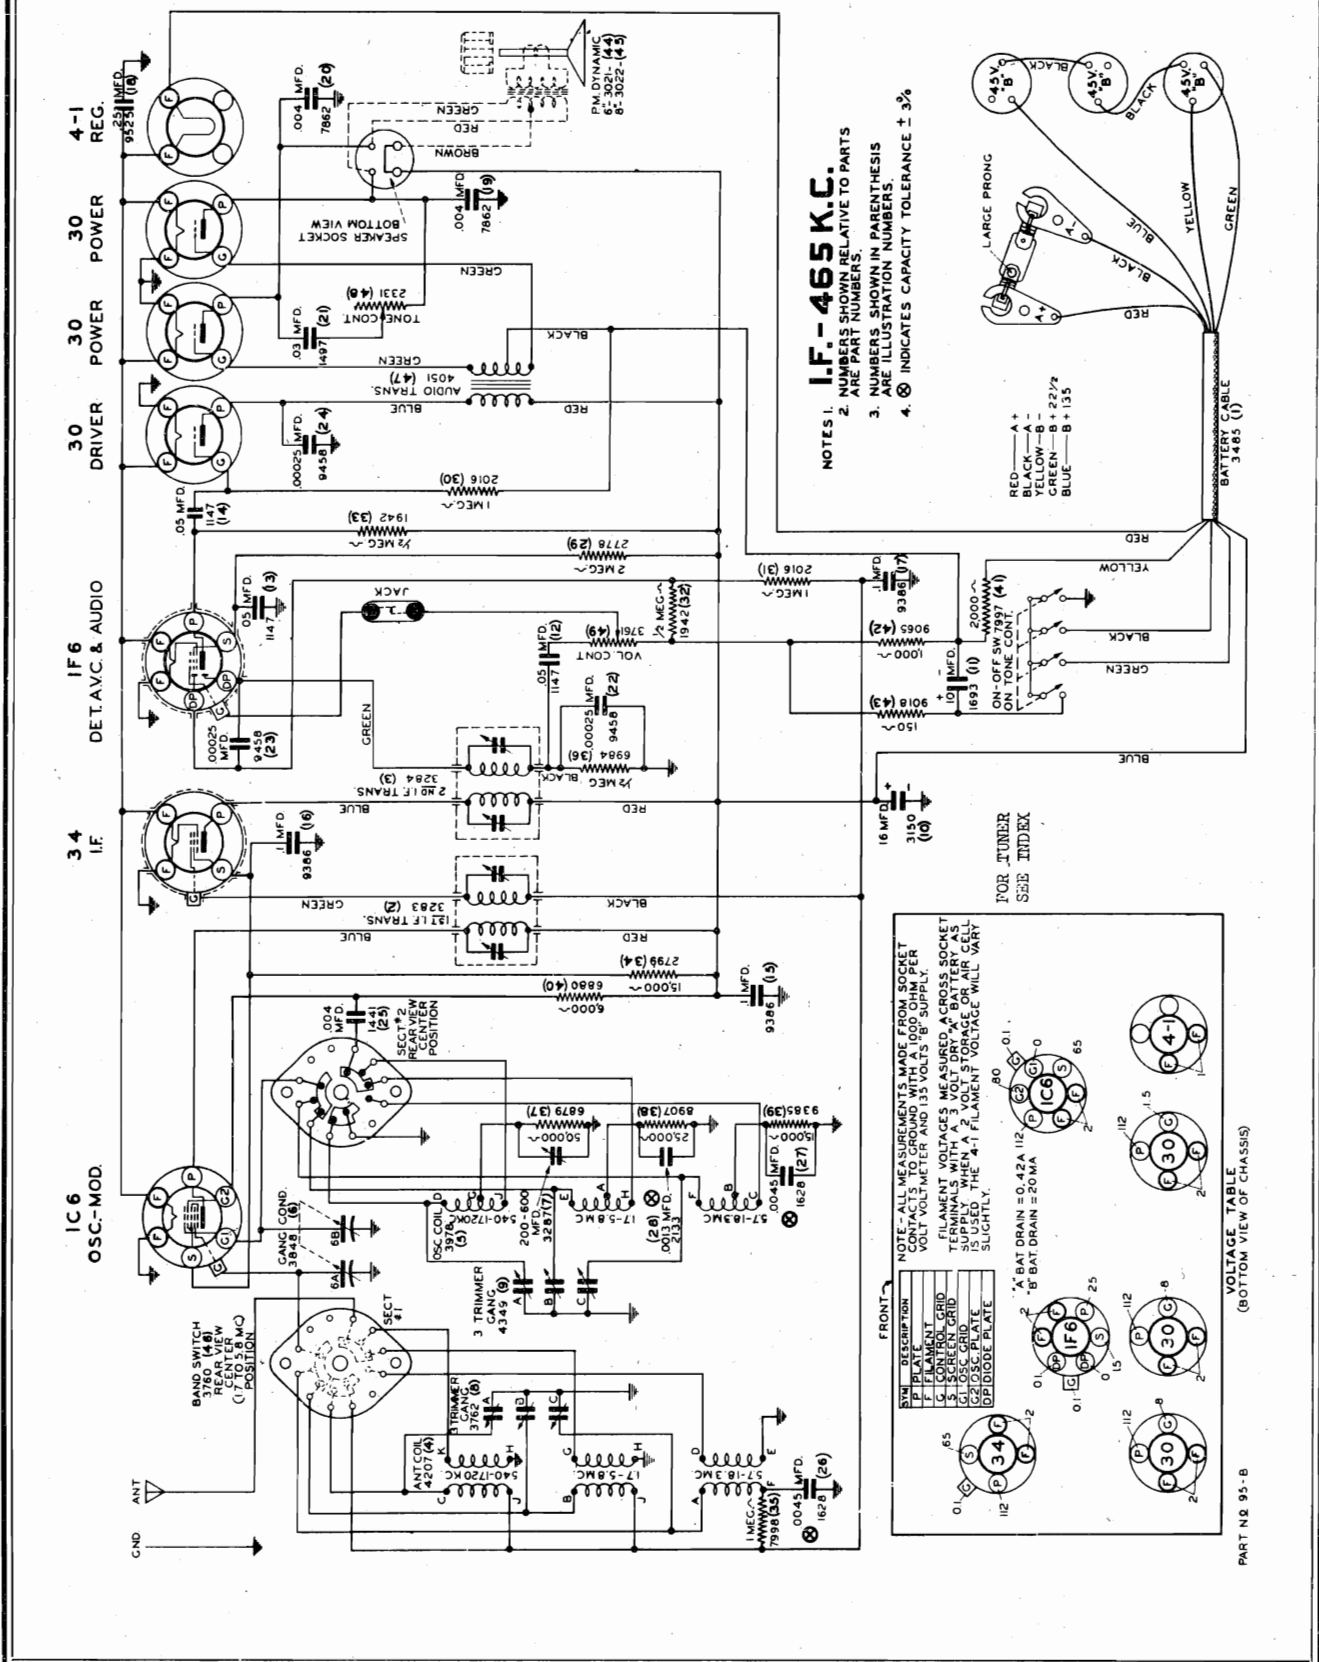 1C6
OSC.-MOD.
34
I.F.
1F6
DET. A.V.C. & AUDIO
30
DRIVER
30
POWER
30
POWER
4-1
REG.
.25 MFD.
9525 (18)
.004 MFD.
7862 (20)
GREEN
RED
BROWN
P.M. DYNAMIC
6"-3021-(44)
8"-3022-(45)
SPEAKER SOCKET
BOTTOM VIEW
.004 MFD.
7862 (19)
GREEN
2331 (48)
TONE CONT.
.03 MFD.
1497 (21)
GREEN
BLACK
4051 (47)
AUDIO TRANS.
BLUE
RED
.00025 MFD.
9458 (24)
2016 (30)
1 MEG.
.05 MFD.
1147
(14)
1942 (33)
½ MEG
2778 (29)
2 MEG.
.05 MFD.
1147 (13)
JACK
2016 (31)
1 MEG
½ MEG
1942 (32)
.1 MFD.
9386 (17)
3761 (49)
VOL. CONT
.05 MFD.
1147 (12)
.00025 MFD.
9458 (22)
.00025
MFD.
9458
(23)
GREEN
6984 (36)
½ MEG
BLACK
3284 (3)
2 ND I.F. TRANS.
BLUE
RED
9065 (42)
1,000
10 MFD.
1693 (11)
9018 (43)
150
2000
ON-OFF SW. 7997 (41)
ON TONE CONT.
RED
YELLOW
BLACK
GREEN
BLUE
16 MFD.
3150
(10)
.1 MFD.
9386 (16)
3283 (2)
1ST I.F. TRANS.
GREEN
BLACK
BLUE
RED
2799 (34)
15,000
6880 (40)
6,000
.1 MFD.
9386 (15)
.004
MFD.
1441
(25)
SECT. #2
REAR VIEW
CENTER
POSITION
6879 (37)
50,000
8907 (38)
25,000
9385 (39)
15,000
.0045 MFD.
1628 (27)
OSC COIL
3978
(5)
540-1720KC
200-600
MFD.
3287 (7)
1.7-5.8MC
(28)
.0013 MFD.
2133
5.7-18.3MC
D
G
J
E
A
H
F
B
C
GANG COND.
3848 (6)
6A
6B
3 TRIMMER
GANG
4349 (9)
A
B
C
BAND SWITCH
3760 (46)
REAR VIEW
CENTER
(1.7 TO 5.8 MC)
POSITION
SECT
#1
3 TRIMMER
GANG
3762 (8)
A
B
C
ANT COIL
4207 (4)
540-1720KC.
1.7-5.8MC.
5.7-18.3MC
1 MEG.
7998 (35)
.0045 MFD.
1628 (26)
ANT
GND
I.F.-465 K.C.
NOTES 1.
2. NUMBERS SHOWN RELATIVE TO PARTS
ARE PART NUMBERS.
3. NUMBERS SHOWN IN PARENTHESIS
ARE ILLUSTRATION NUMBERS.
4. ⊗ INDICATES CAPACITY TOLERANCE ± 3%
45V.
"B"
45V.
"B"
45V.
"B"
BLACK
BLACK
LARGE PRONG
A-
A+
BLUE
YELLOW
GREEN
BLACK
RED
RED——A+
BLACK—A-
YELLOW—B-
GREEN—B+22½
BLUE——B+135
BATTERY CABLE
3485 (1)
FOR TUNER
SEE INDEX
NOTE-ALL MEASUREMENTS MADE FROM SOCKET
CONTACTS TO GROUND WITH A 1000 OHM PER
VOLT VOLTMETER AND 135 VOLTS "B" SUPPLY.
FILAMENT VOLTAGES MEASURED ACROSS SOCKET
TERMINALS WITH A 3 VOLT DRY "A" BATTERY AS
SUPPLY. WHEN A 2 VOLT STORAGE OR AIR CELL
IS USED THE 4-1 FILAMENT VOLTAGE WILL VARY
SLIGHTLY.
"A" BAT DRAIN = 0.42A
"B" BAT. DRAIN = 20 MA
FRONT
SYM DESCRIPTION
P PLATE
F FILAMENT
G CONTROL GRID
S SCREEN GRID
G1 OSC GRID
G2 OSC. PLATE
DP DIODE PLATE
34
1F6
1C6
30
30
30
4-1
VOLTAGE TABLE
(BOTTOM VIEW OF CHASSIS)
PART Nº 95-B